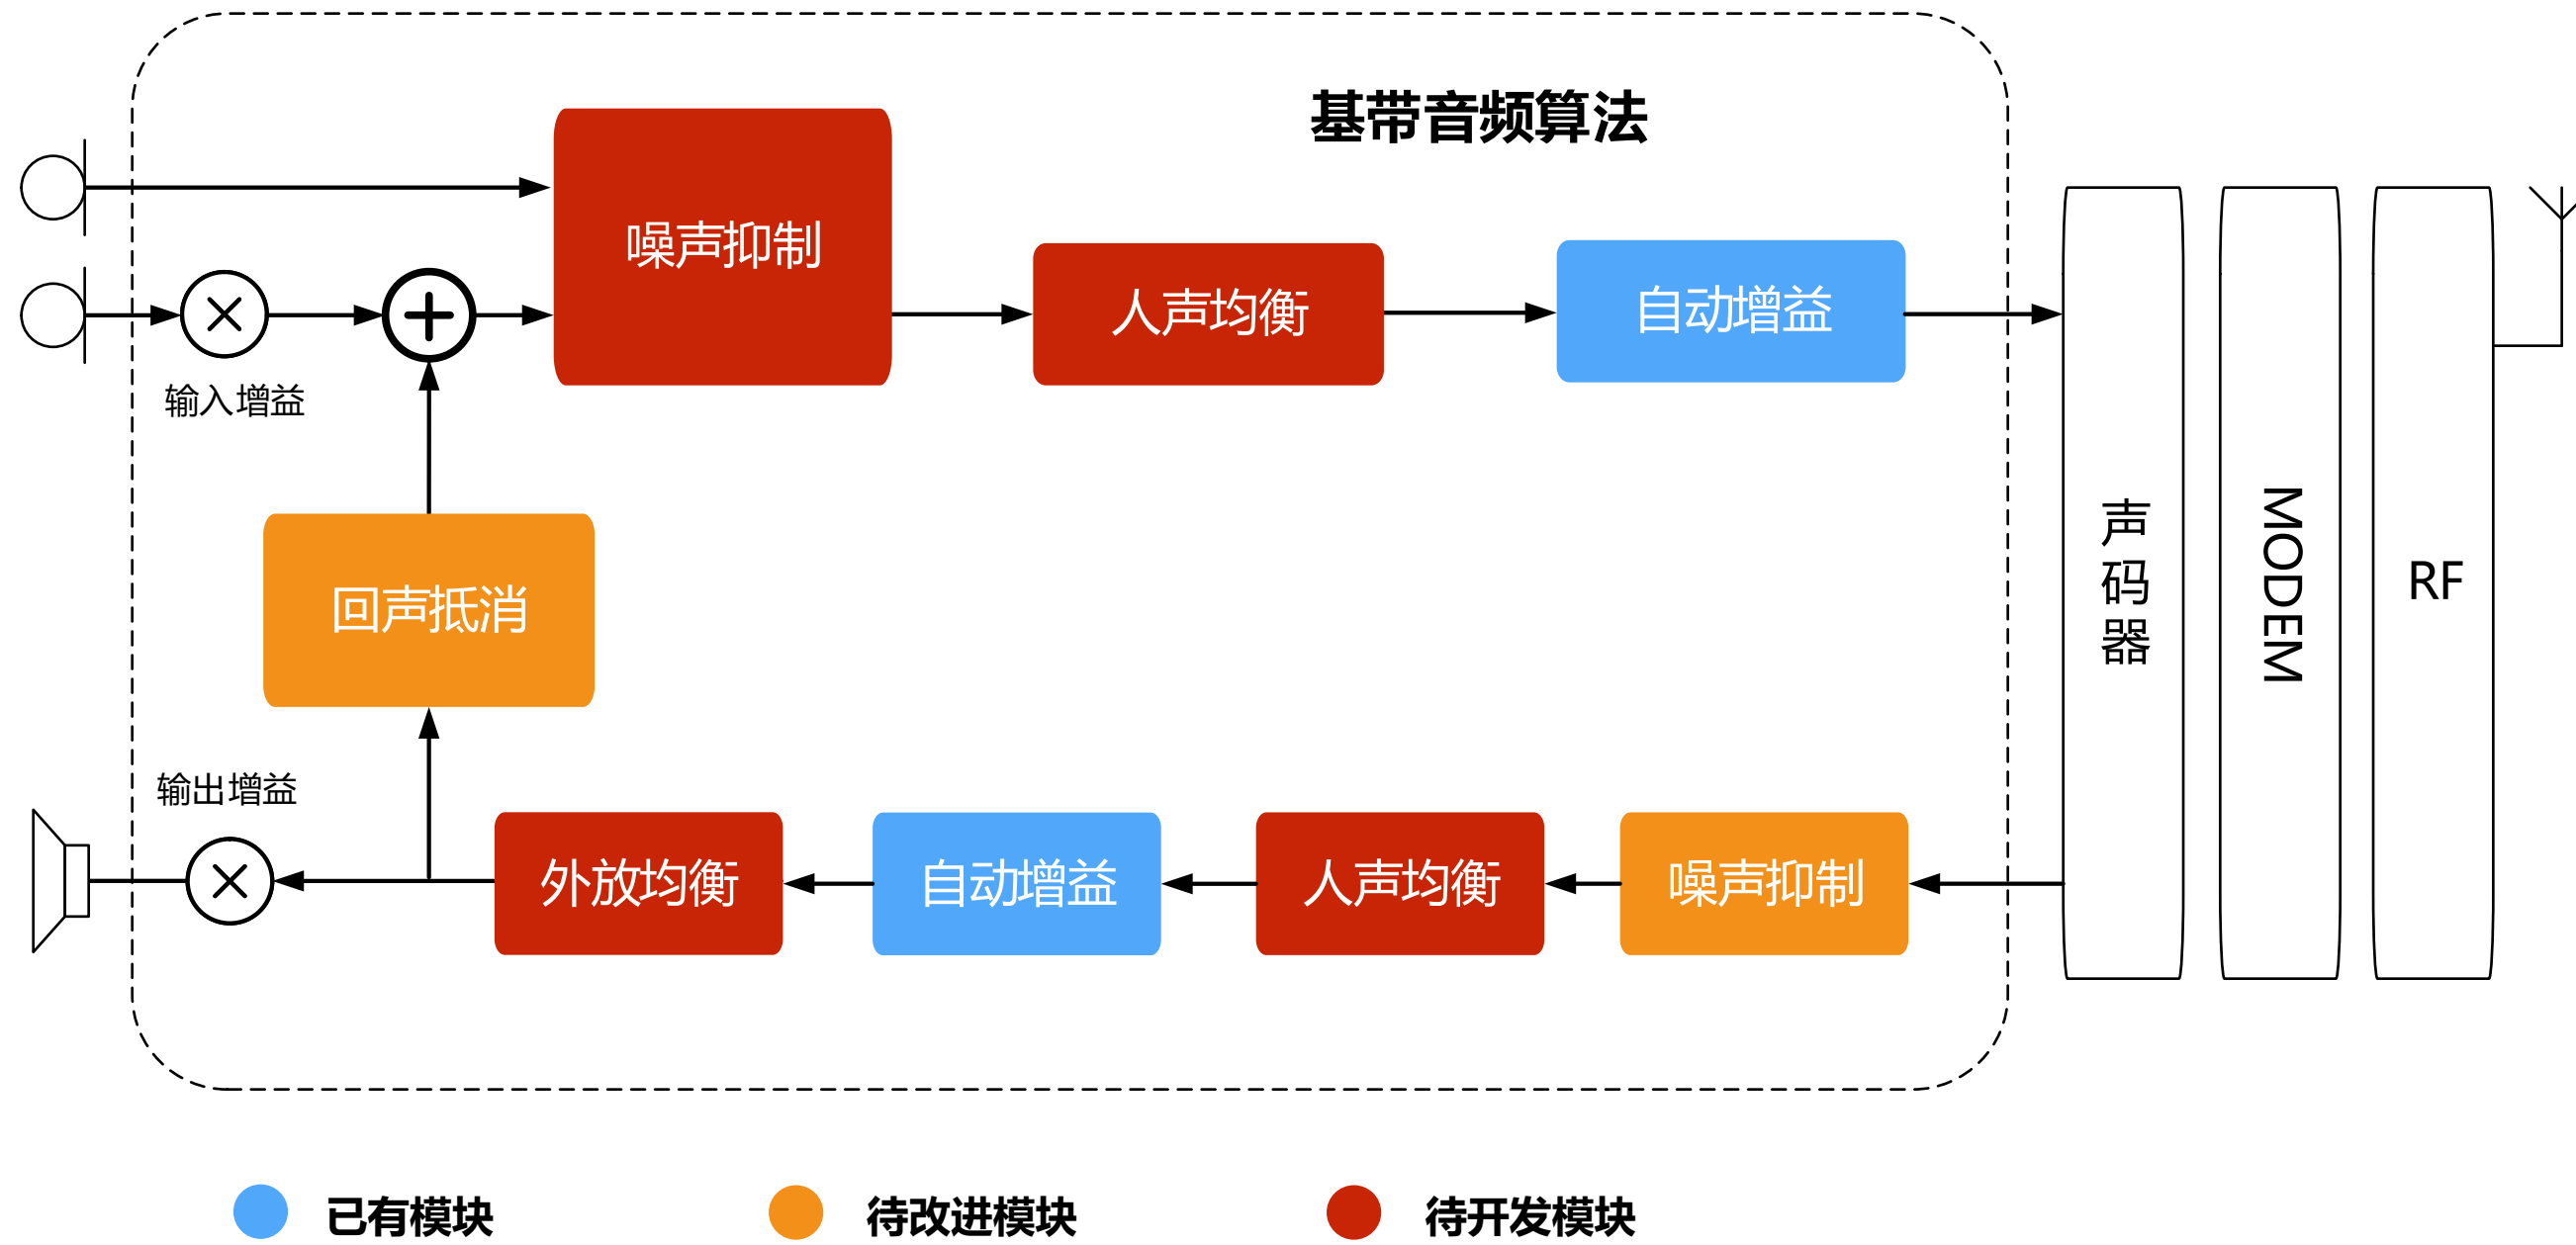 基带音频算法
噪声抑制
人声均衡
自动增益
输入增益
回声抵消
声码器
MODEM
RF
输出增益
外放均衡
自动增益
人声均衡
噪声抑制
已有模块
待改进模块
待开发模块